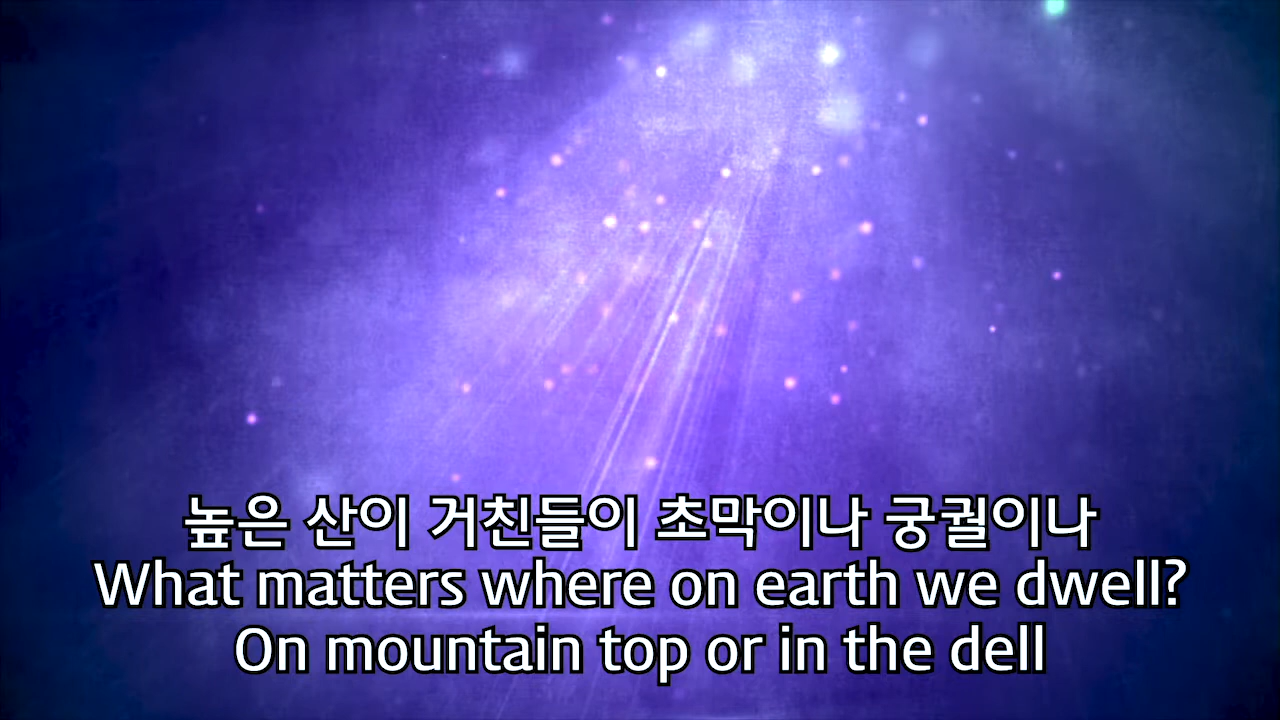 높은 산이 거친들이 초막이나 궁궐이나
What matters where on earth we dwell?
On mountain top or in the dell